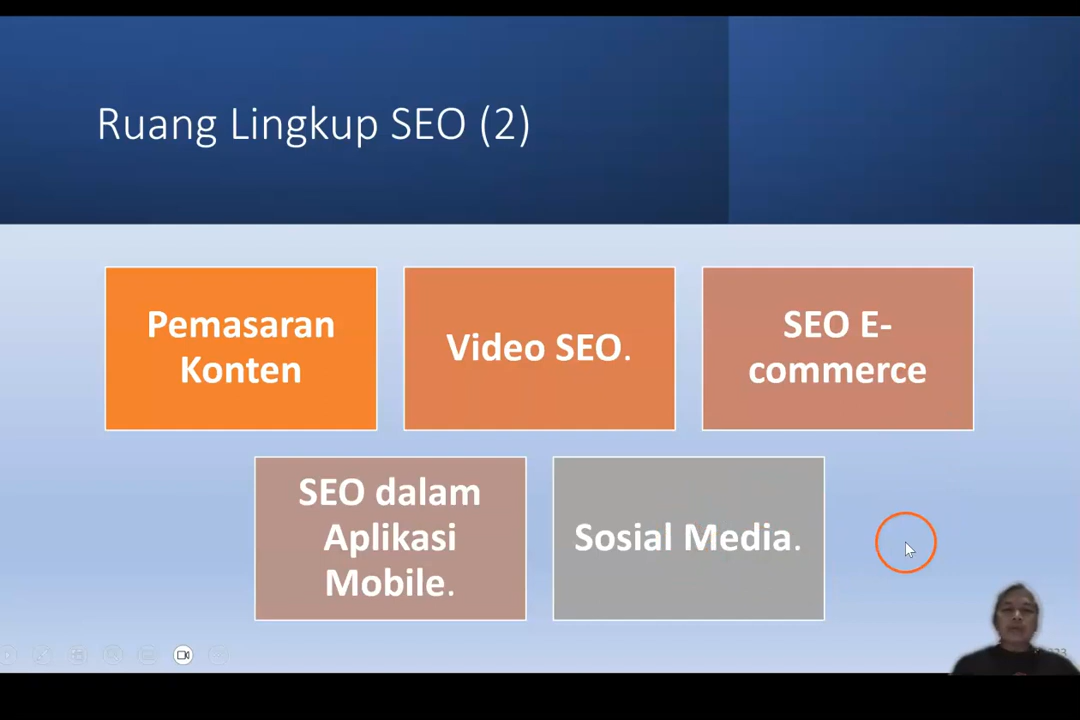 Ruang Lingkup SEO (2)
Pemasaran
Konten
Video SEO.
SEO E-
commerce
SEO dalam
Aplikasi
Mobile.
Sosial Media.